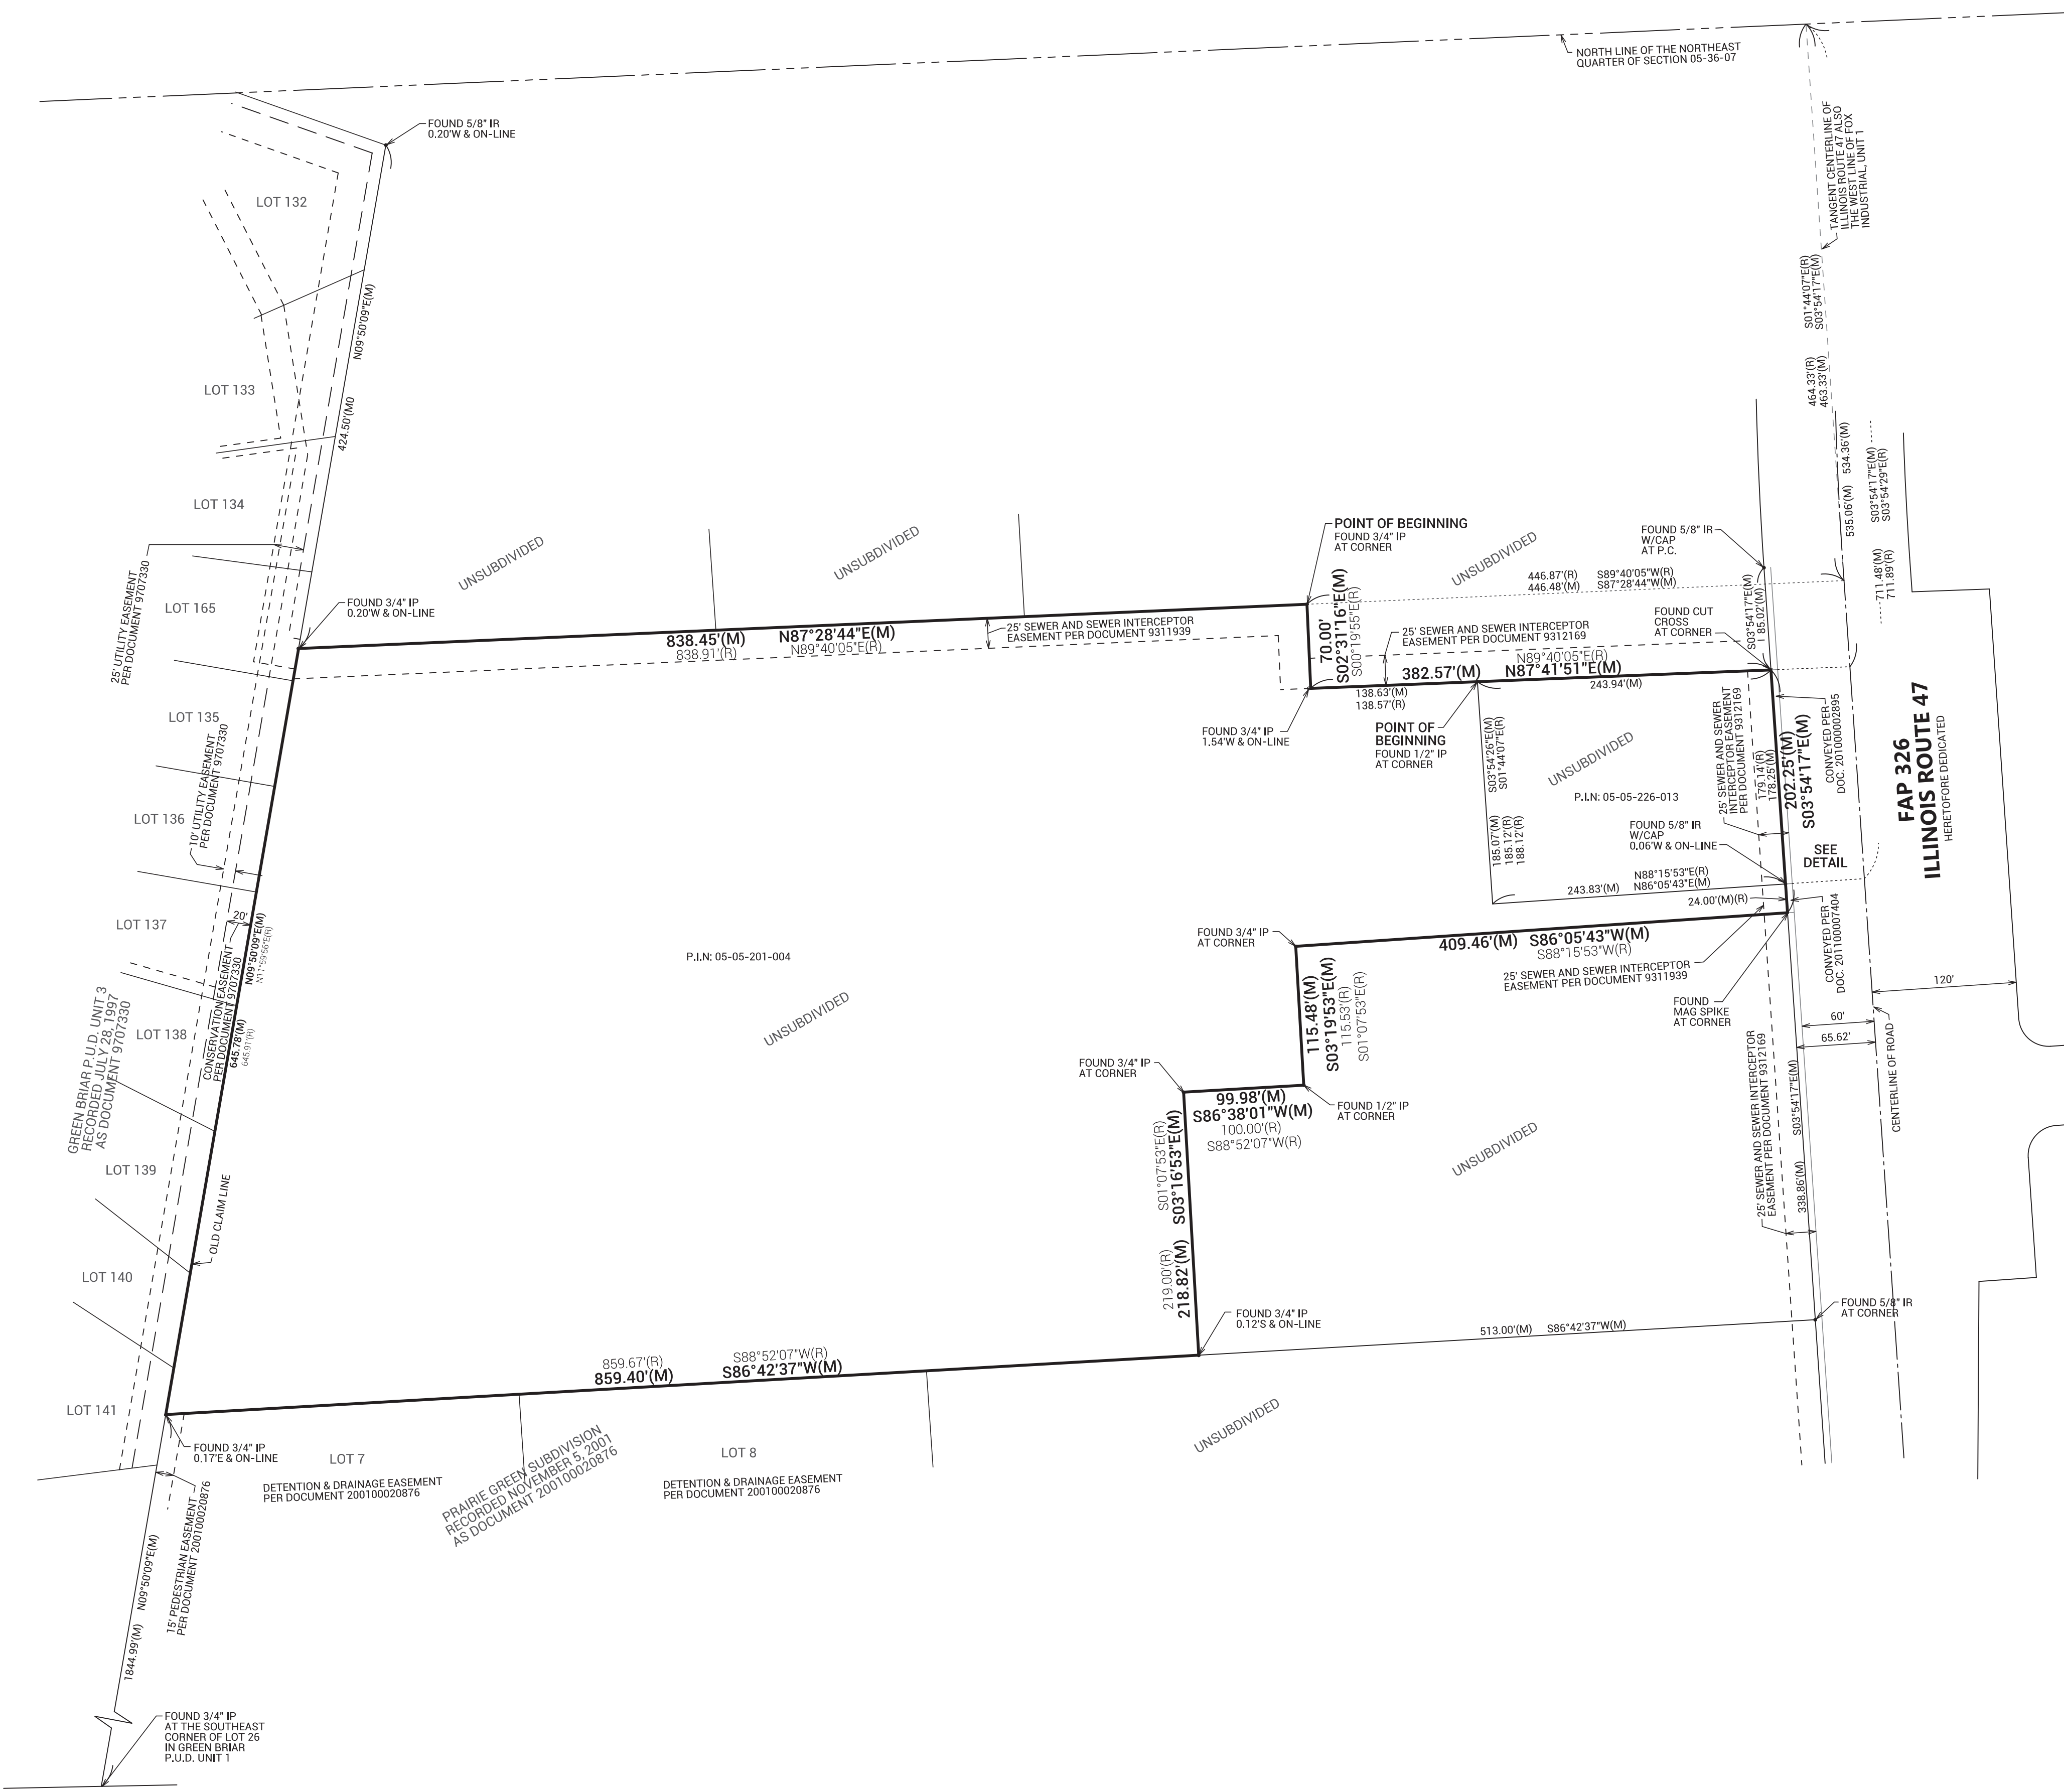 NORTH LINE OF THE NORTHEAST
QUARTER OF SECTION 05-36-07
TANGENT CENTERLINE OF
ILLINOIS ROUTE 47 ALSO
THE WEST LINE OF FOX
INDUSTRIAL, UNIT 1
S01°44'07"E(R)
S03°54'17"E(M)
464.33'(R)
463.33'(M)
FOUND 5/8" IR
0.20'W & ON-LINE
LOT 132
N09°50'09"E(M)
424.50'(M0
LOT 133
LOT 134
25' UTILITY EASEMENT
PER DOCUMENT 9707330
LOT 165
FOUND 3/4" IP
0.20'W & ON-LINE
UNSUBDIVIDED
UNSUBDIVIDED
838.45'(M) N87°28'44"E(M)
838.91'(R) N89°40'05"E(R)
25' SEWER AND SEWER INTERCEPTOR
EASEMENT PER DOCUMENT 9311939
POINT OF BEGINNING
FOUND 3/4" IP
AT CORNER
UNSUBDIVIDED
FOUND 5/8" IR
W/CAP
AT P.C.
446.87'(R) S89°40'05"W(R)
446.48'(M) S87°28'44"W(M)
534.36'(M)
535.06'(M)
S03°54'17"E(M)
S03°54'29"E(R)
711.48'(M)
711.89'(R)
70.00'
S02°31'16"E(M)
S00°19'55"E(R)
25' SEWER AND SEWER INTERCEPTOR
EASEMENT PER DOCUMENT 9312169
FOUND CUT
CROSS
AT CORNER
S03°54'17"E(M)
185.02'(M)
N89°40'05"E(R)
382.57'(M) N87°41'51"E(M)
138.63'(M)
138.57'(R)
243.94'(M)
FOUND 3/4" IP
1.54'W & ON-LINE
POINT OF
BEGINNING
FOUND 1/2" IP
AT CORNER
S03°54'26"E(M)
S01°44'07"E(R)
185.07'(M)
185.12'(R)
188.12'(R)
UNSUBDIVIDED
P.I.N: 05-05-226-013
25' SEWER AND SEWER
INTERCEPTOR EASEMENT
PER DOCUMENT 9312169
179.14'(R)
178.25'(M)
202.25'(M)
S03°54'17"E(M)
CONVEYED PER
DOC. 201000002895
FAP 326
ILLINOIS ROUTE 47
HERETOFORE DEDICATED
FOUND 5/8" IR
W/CAP
0.06'W & ON-LINE
SEE
DETAIL
N88°15'53"E(R)
243.83'(M) N86°05'43"E(M)
24.00'(M)(R)
CONVEYED PER
DOC. 201100007404
LOT 135
10' UTILITY EASEMENT
PER DOCUMENT 9707330
LOT 136
LOT 137
20'
CONSERVATION EASEMENT
PER DOCUMENT 9707330
N09°50'09"E(M)
N11°59'56"E(R)
645.78'(M)
645.91'(R)
P.I.N: 05-05-201-004
UNSUBDIVIDED
FOUND 3/4" IP
AT CORNER
409.46'(M) S86°05'43"W(M)
S88°15'53"W(R)
25' SEWER AND SEWER INTERCEPTOR
EASEMENT PER DOCUMENT 9311939
FOUND
MAG SPIKE
AT CORNER
120'
60'
65.62'
CENTERLINE OF ROAD
115.48'(M)
S03°19'53"E(M)
115.53'(R)
S01°07'53"E(R)
FOUND 3/4" IP
AT CORNER
99.98'(M)
S86°38'01"W(M)
100.00'(R)
S88°52'07"W(R)
FOUND 1/2" IP
AT CORNER
UNSUBDIVIDED
25' SEWER AND SEWER INTERCEPTOR
EASEMENT PER DOCUMENT 9312169
S03°54'17"E(M)
338.86'(M)
GREEN BRIAR P.U.D. UNIT 3
RECORDED JULY 28, 1997
AS DOCUMENT 9707330
LOT 138
LOT 139
OLD CLAIM LINE
LOT 140
LOT 141
S01°07'53"E(R)
S03°16'53"E(M)
219.00'(R)
218.82'(M)
FOUND 3/4" IP
0.12'S & ON-LINE
513.00'(M) S86°42'37"W(M)
FOUND 5/8" IR
AT CORNER
859.67'(R) S88°52'07"W(R)
859.40'(M) S86°42'37"W(M)
FOUND 3/4" IP
0.17'E & ON-LINE
LOT 7
DETENTION & DRAINAGE EASEMENT
PER DOCUMENT 200100020876
PRAIRIE GREEN SUBDIVISION
RECORDED NOVEMBER 5, 2001
AS DOCUMENT 200100020876
LOT 8
DETENTION & DRAINAGE EASEMENT
PER DOCUMENT 200100020876
UNSUBDIVIDED
15' PEDESTRIAN EASEMENT
PER DOCUMENT 200100020876
1844.99'(M) N09°50'09"E(M)
FOUND 3/4" IP
AT THE SOUTHEAST
CORNER OF LOT 26
IN GREEN BRIAR
P.U.D. UNIT 1